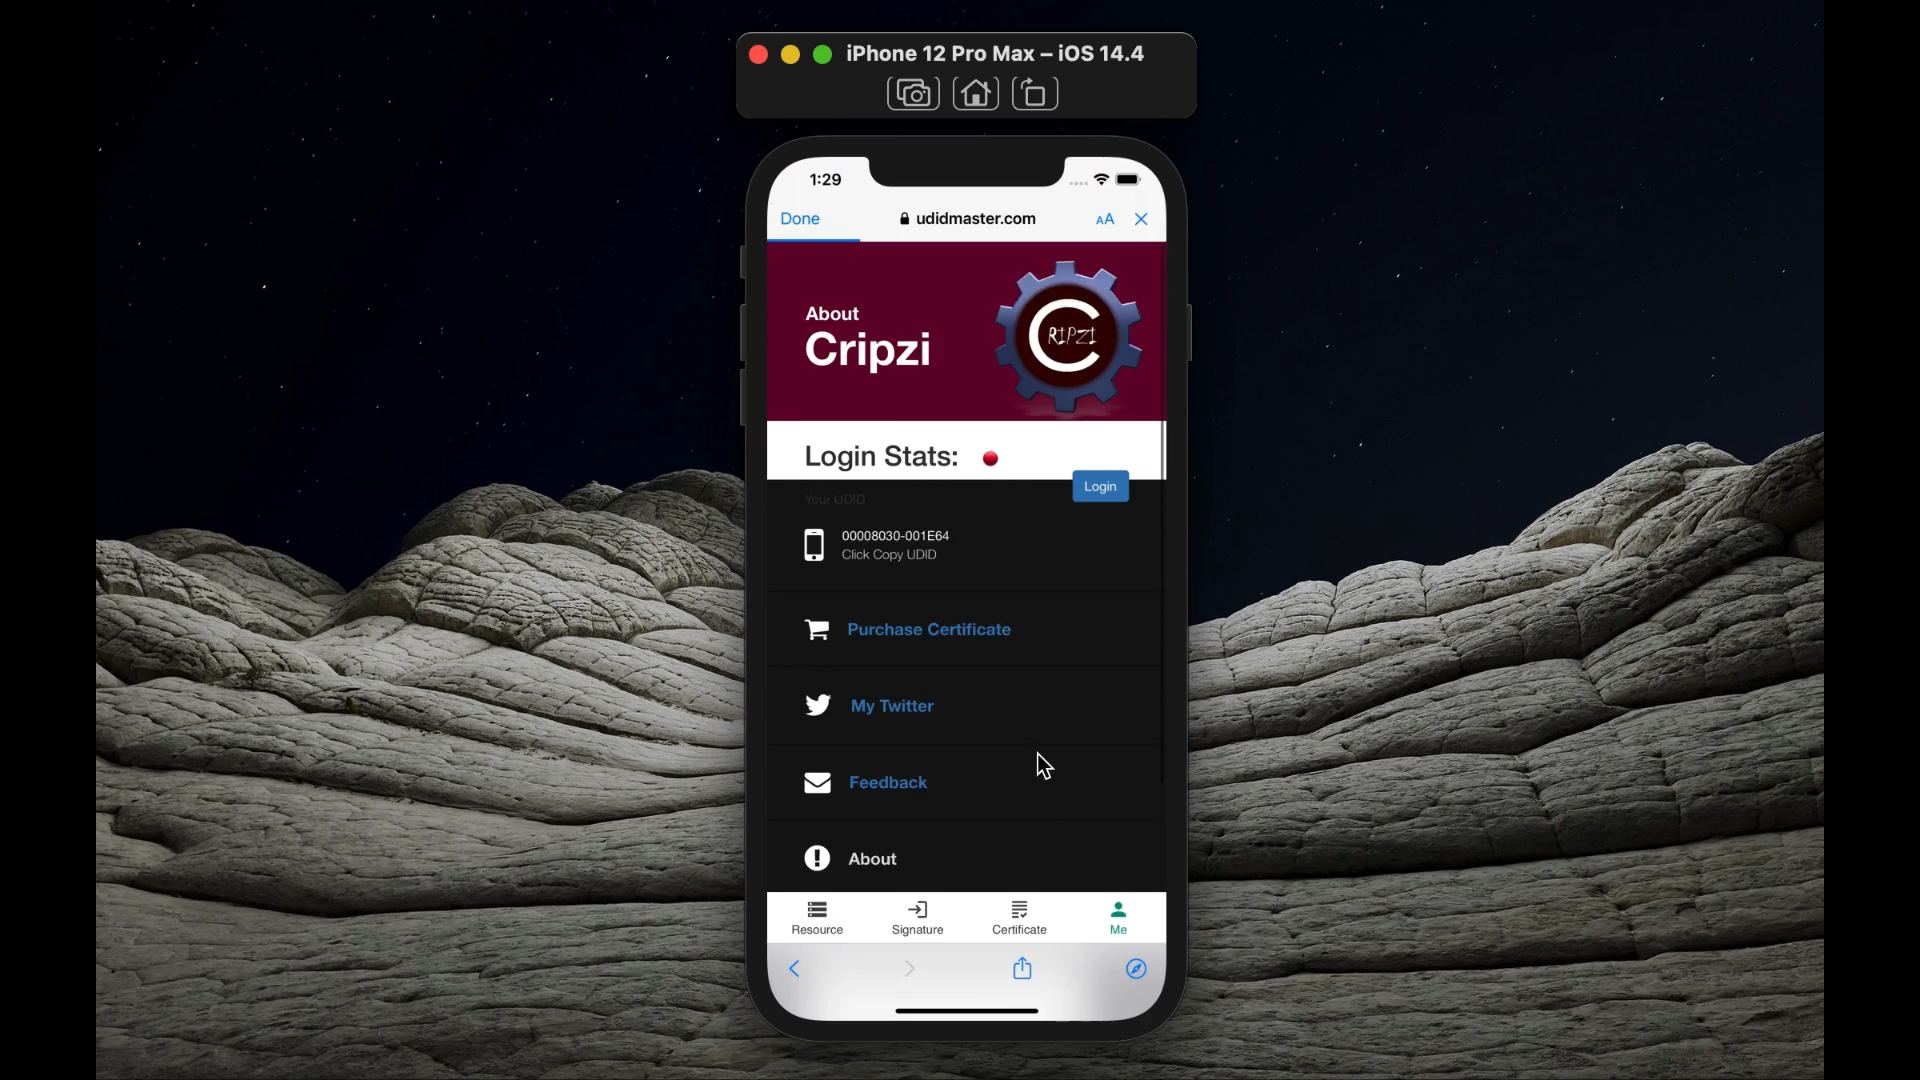 iPhone 12 Pro Max – iOS 14.4
1:29
Done
udidmaster.com
AA
About
Cripzi
CRIPZI
Login Stats:
Login
Your UDID
00008030-001E64
Click Copy UDID
Purchase Certificate
My Twitter
Feedback
About
Resource
Signature
Certificate
Me